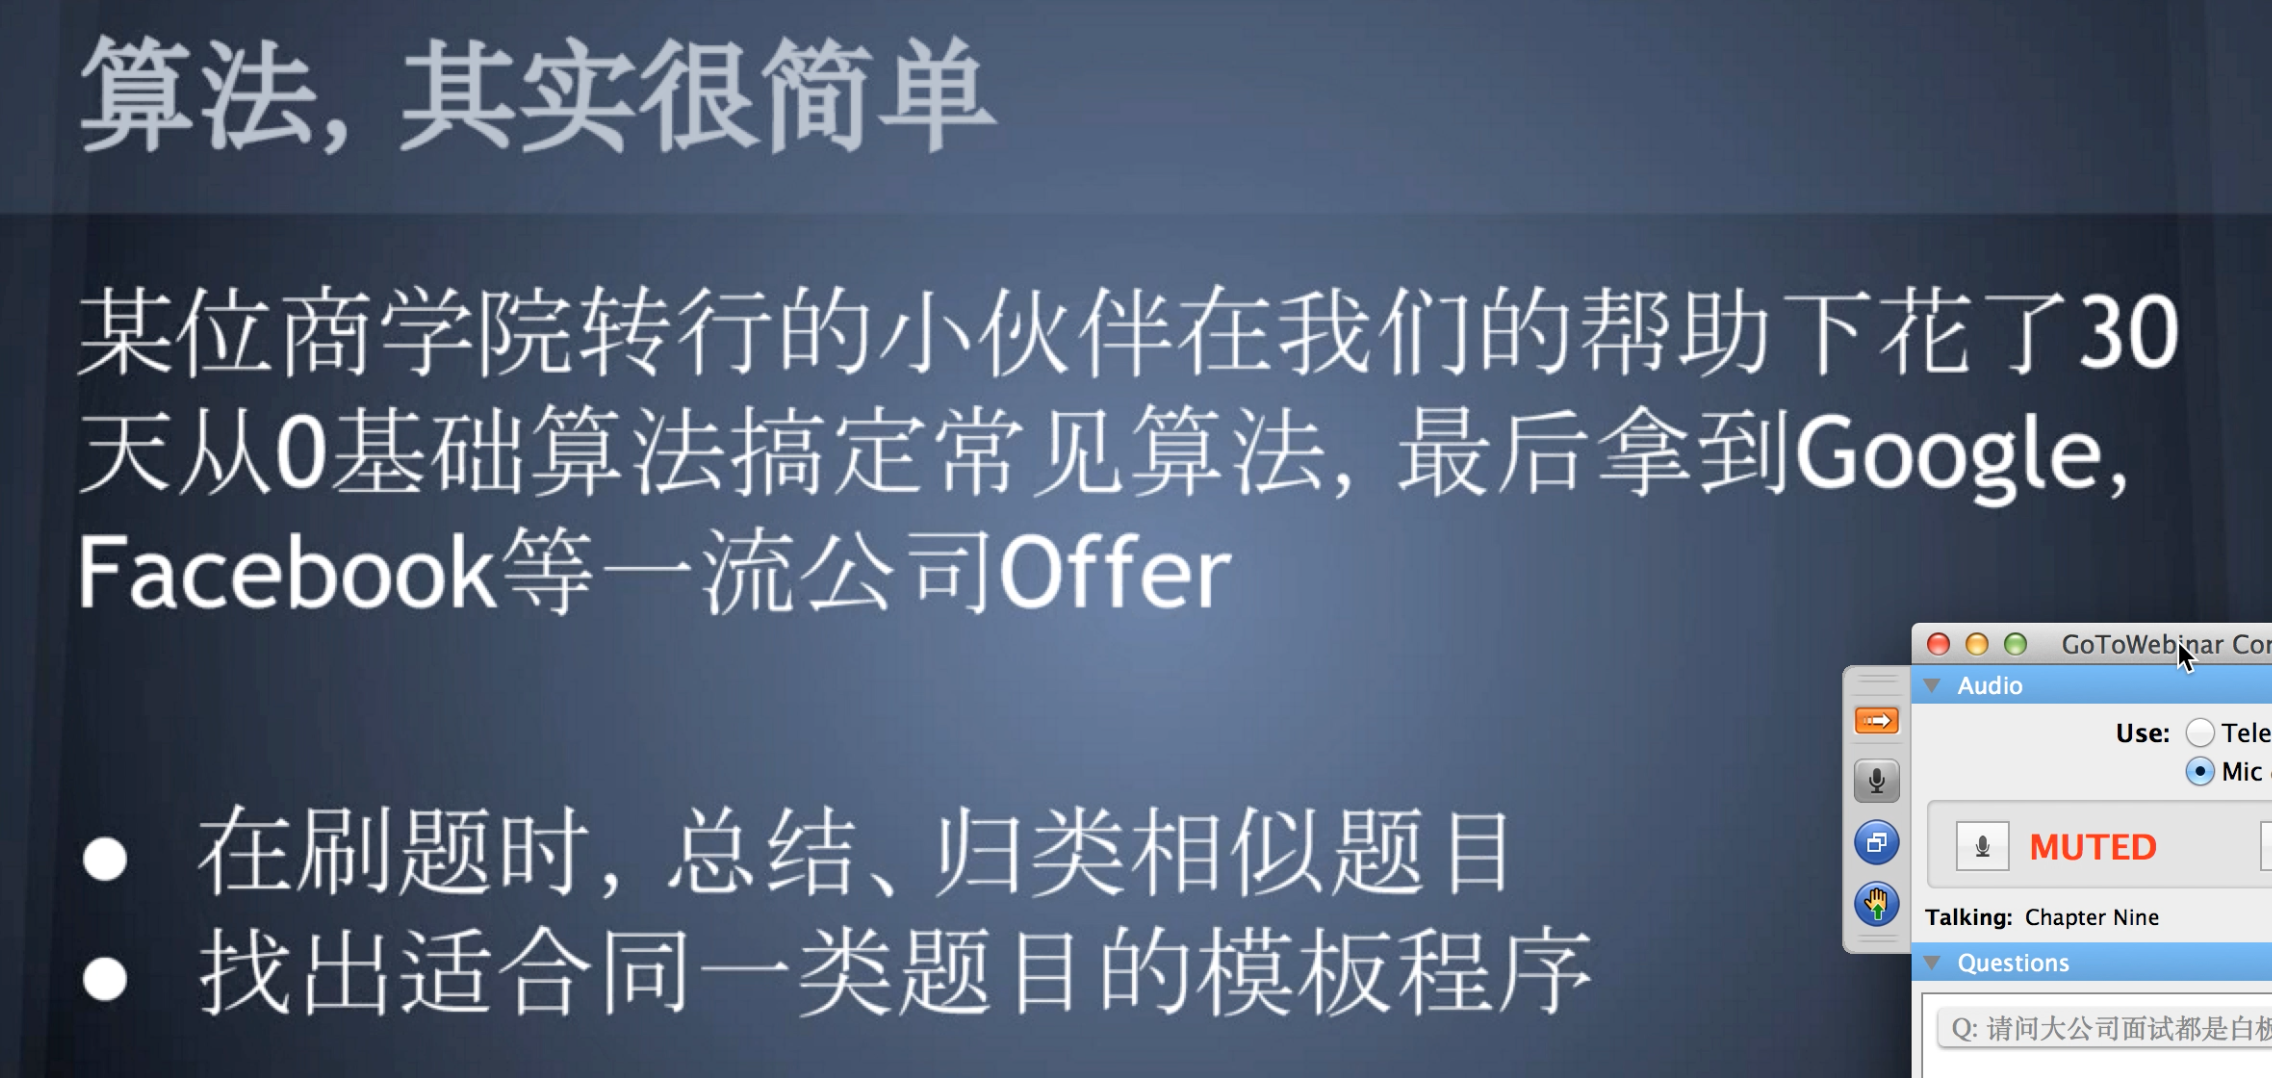 算法，其实很简单
某位商学院转行的小伙伴在我们的帮助下花了30
天从0基础算法搞定常见算法，最后拿到Google，
Facebook等一流公司Offer
● 在刷题时，总结、归类相似题目
● 找出适合同一类题目的模板程序
GoToWebinar
Audio
Use:
Mic
MUTED
Talking: Chapter Nine
Questions
Q: 请问大公司面试都是白板